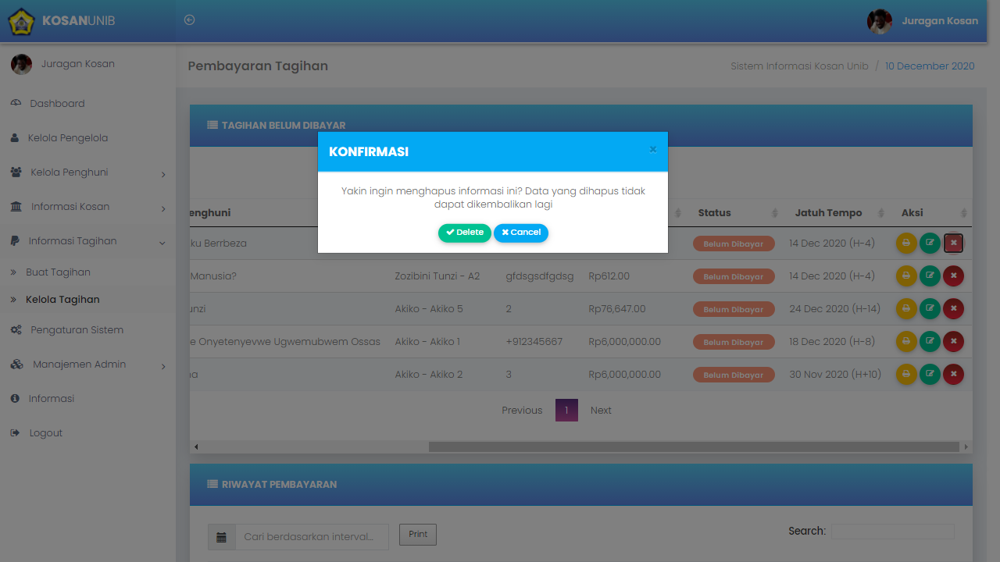 KOSANUNIB
Juragan Kosan
Juragan Kosan
Dashboard
Kelola Pengelola
Kelola Penghuni
Informasi Kosan
Informasi Tagihan
Buat Tagihan
Kelola Tagihan
Pengaturan Sistem
Manajemen Admin
Informasi
Logout
Pembayaran Tagihan
Sistem Informasi Kosan Unib / 10 December 2020
TAGIHAN BELUM DIBAYAR
KONFIRMASI
×
Yakin ingin menghapus informasi ini? Data yang dihapus tidak
dapat dikembalikan lagi
Delete Cancel
enghuni Status Jatuh Tempo Aksi
ku Berrbeza Belum Dibayar 14 Dec 2020 (H-4)
Manusia? Zozibini Tunzi - A2 gfdsgsdfgdsg Rp612.00 Belum Dibayar 14 Dec 2020 (H-4)
unzi Akiko - Akiko 5 2 Rp76,647.00 Belum Dibayar 24 Dec 2020 (H-14)
e Onyetenyevwe Ugwemubwem Ossas Akiko - Akiko 1 +912345667 Rp6,000,000.00 Belum Dibayar 18 Dec 2020 (H-8)
na Akiko - Akiko 2 3 Rp6,000,000.00 Belum Dibayar 30 Nov 2020 (H+10)
Previous 1 Next
RIWAYAT PEMBAYARAN
Cari berdasarkan interval... Print Search: